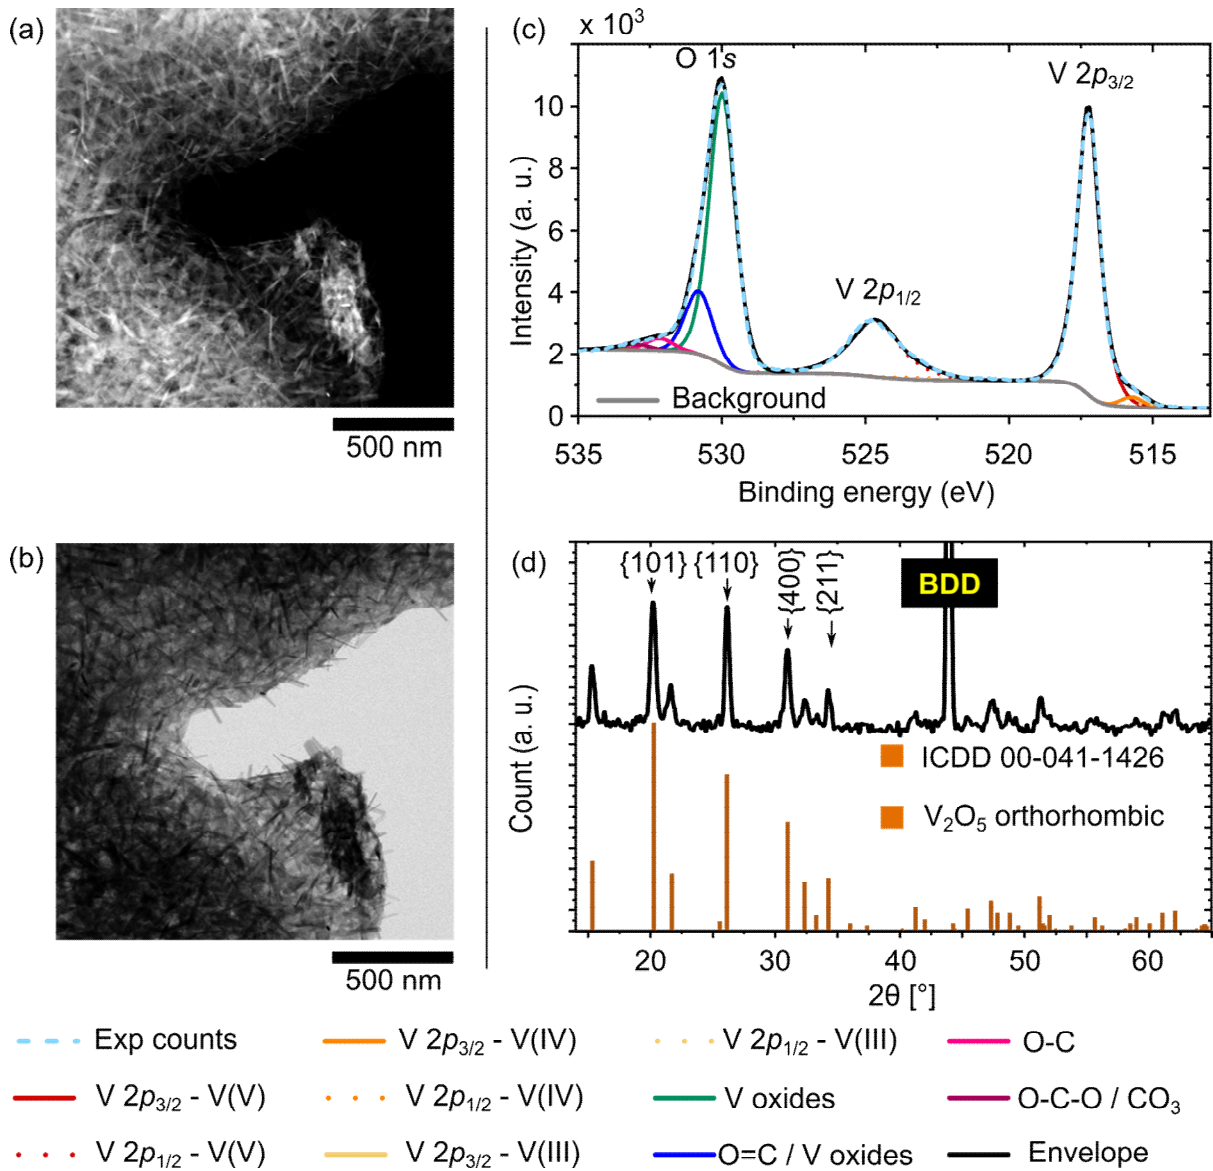 (a)
500 nm
(b)
500 nm
(c)
x 10³
O 1s
V 2p₃/₂
V 2p₁/₂
10
8
6
4
2
0
Intensity (a. u.)
Background
535 530 525 520 515
Binding energy (eV)
(d)
{101} {110} {400} {211}
BDD
ICDD 00-041-1426
V₂O₅ orthorhombic
Count (a. u.)
20 30 40 50 60
2θ [°]
Exp counts V 2p₃/₂ - V(IV) V 2p₁/₂ - V(III) O-C
V 2p₃/₂ - V(V) V 2p₁/₂ - V(IV) V oxides O-C-O / CO₃
V 2p₁/₂ - V(V) V 2p₃/₂ - V(III) O=C / V oxides Envelope